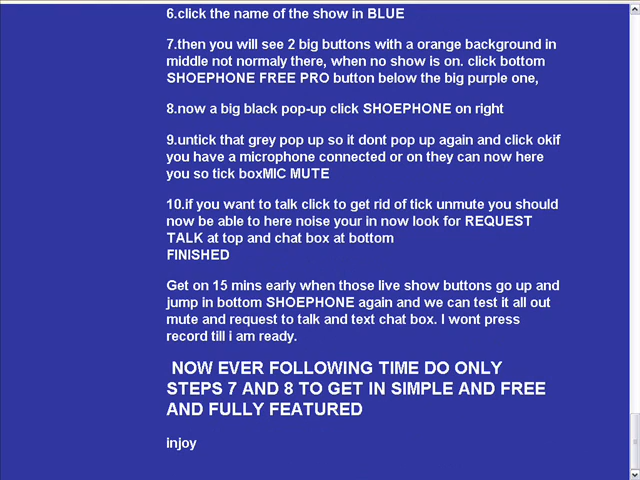 6.click the name of the show in BLUE
7.then you will see 2 big buttons with a orange background in
middle not normaly there, when no show is on. click bottom
SHOEPHONE FREE PRO button below the big purple one,
8.now a big black pop-up click SHOEPHONE on right
9.untick that grey pop up so it dont pop up again and click okif
you have a microphone connected or on they can now here
you so tick boxMIC MUTE
10.if you want to talk click to get rid of tick unmute you should
now be able to here noise your in now look for REQUEST
TALK at top and chat box at bottom
FINISHED
Get on 15 mins early when those live show buttons go up and
jump in bottom SHOEPHONE again and we can test it all out
mute and request to talk and text chat box. I wont press
record till i am ready.
NOW EVER FOLLOWING TIME DO ONLY
STEPS 7 AND 8 TO GET IN SIMPLE AND FREE
AND FULLY FEATURED
injoy